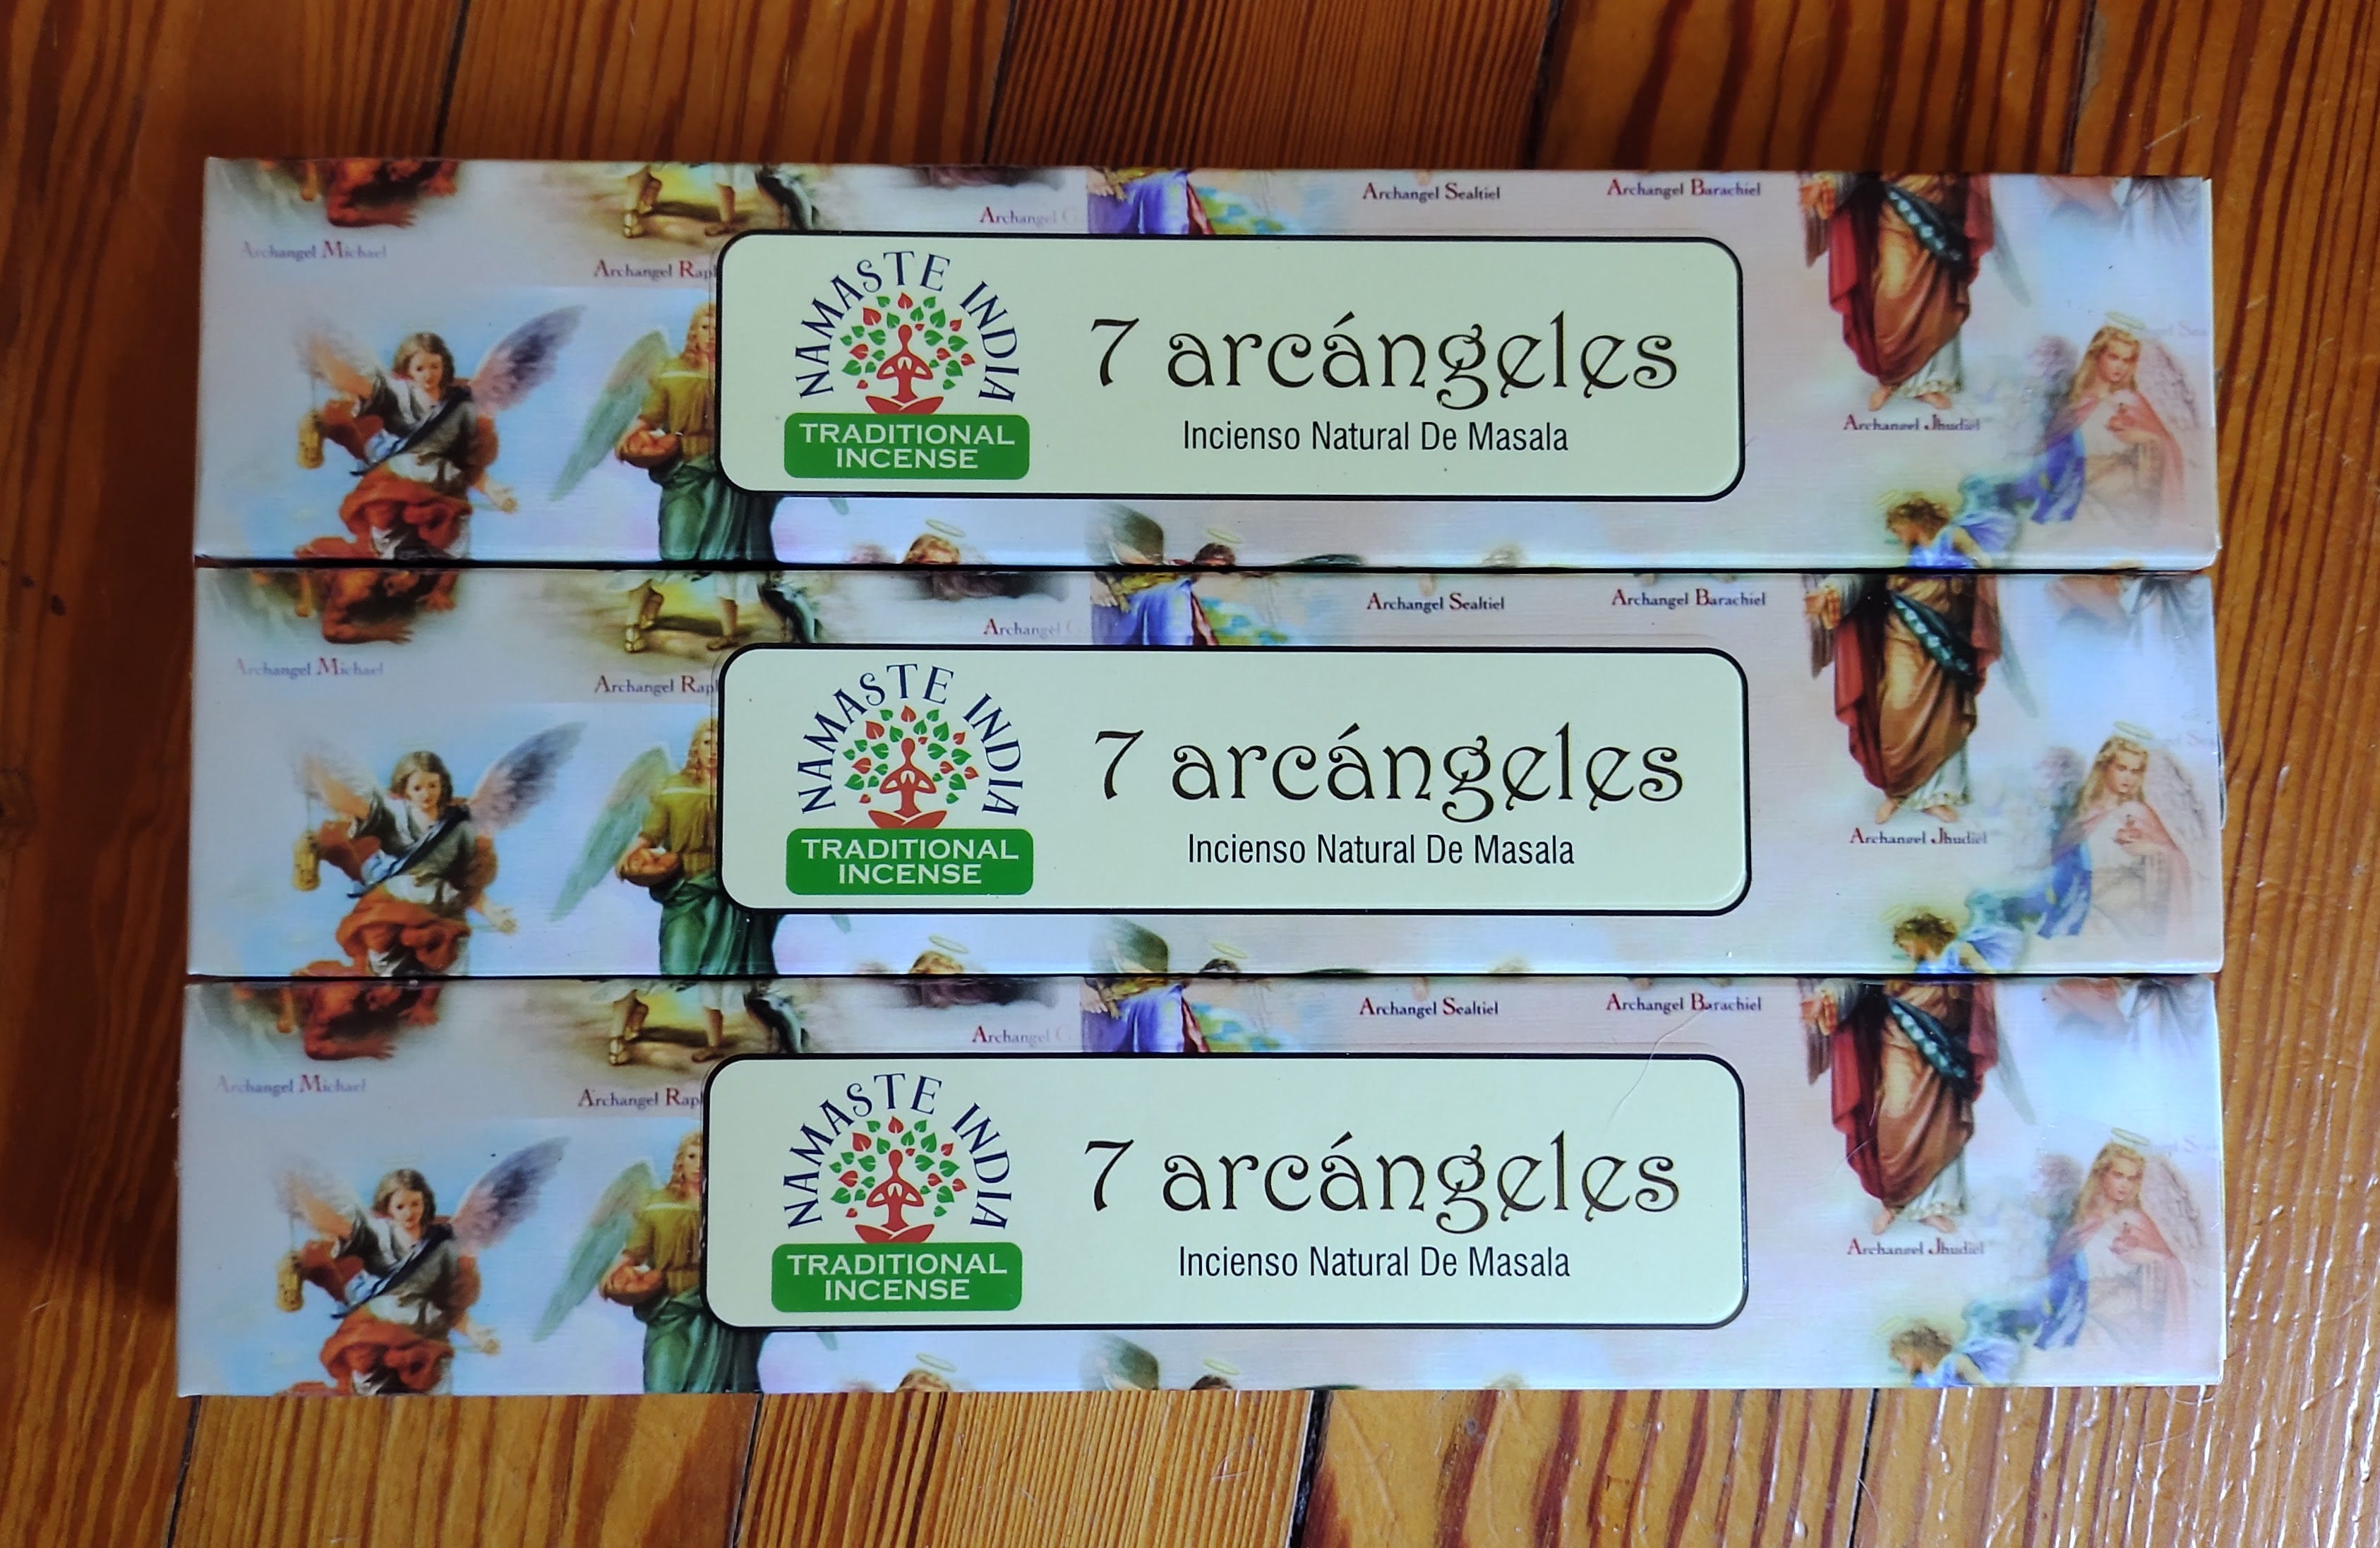 Archangel Sealtiel
Archangel Barachiel
Archangel Michael
Archangel
Archangel
NAMASTE INDIA
TRADITIONAL
INCENSE
7 arcángeles
Incienso Natural De Masala
Archangel Jhudiel
Archangel Sealtiel
Archangel Barachiel
Archangel Michael
Archangel
Archangel
NAMASTE INDIA
TRADITIONAL
INCENSE
7 arcángeles
Incienso Natural De Masala
Archangel Jhudiel
Archangel Sealtiel
Archangel Barachiel
Archangel Michael
Archangel
Archangel
NAMASTE INDIA
TRADITIONAL
INCENSE
7 arcángeles
Incienso Natural De Masala
Archangel Jhudiel